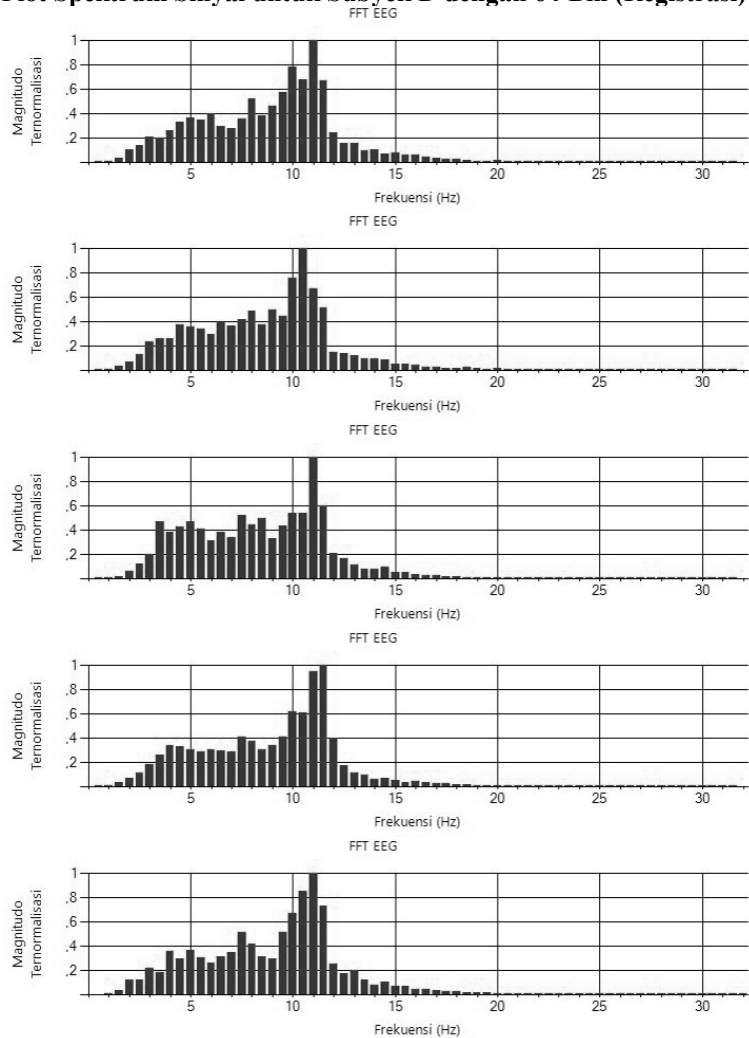 Plot Spektrum Sinyal untuk Subyek B dengan 64 Bin (Registrasi)
FFT EEG
Magnitudo
Ternormalisasi
1
.8
.6
.4
.2
5 10 15 20 25 30
Frekuensi (Hz)
FFT EEG
Magnitudo
Ternormalisasi
1
.8
.6
.4
.2
5 10 15 20 25 30
Frekuensi (Hz)
FFT EEG
Magnitudo
Ternormalisasi
1
.8
.6
.4
.2
5 10 15 20 25 30
Frekuensi (Hz)
FFT EEG
Magnitudo
Ternormalisasi
1
.8
.6
.4
.2
5 10 15 20 25 30
Frekuensi (Hz)
FFT EEG
Magnitudo
Ternormalisasi
1
.8
.6
.4
.2
5 10 15 20 25 30
Frekuensi (Hz)